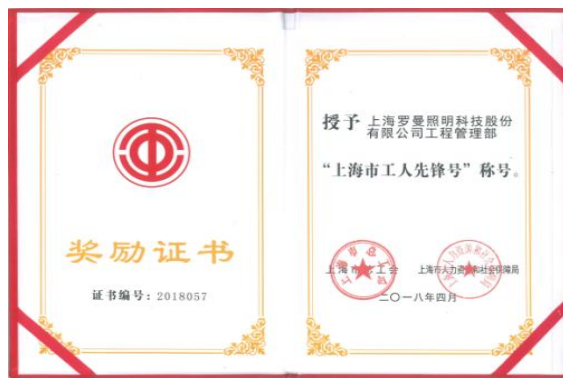 奖励证书
证书编号：2018057
授予 上海罗曼照明科技股份
有限公司工程管理部
“上海市工人先锋号”称号。
上海市总工会 上海市人力资源和社会保障局
二〇一八年四月